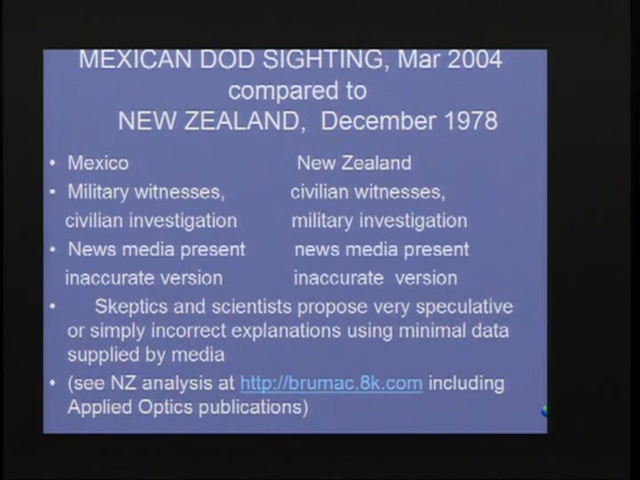 MEXICAN DOD SIGHTING, Mar 2004
compared to
NEW ZEALAND, December 1978
• Mexico New Zealand
• Military witnesses, civilian witnesses,
civilian investigation military investigation
• News media present news media present
inaccurate version inaccurate version
• Skeptics and scientists propose very speculative
or simply incorrect explanations using minimal data
supplied by media
• (see NZ analysis at http://brumac.8k.com including
Applied Optics publications)